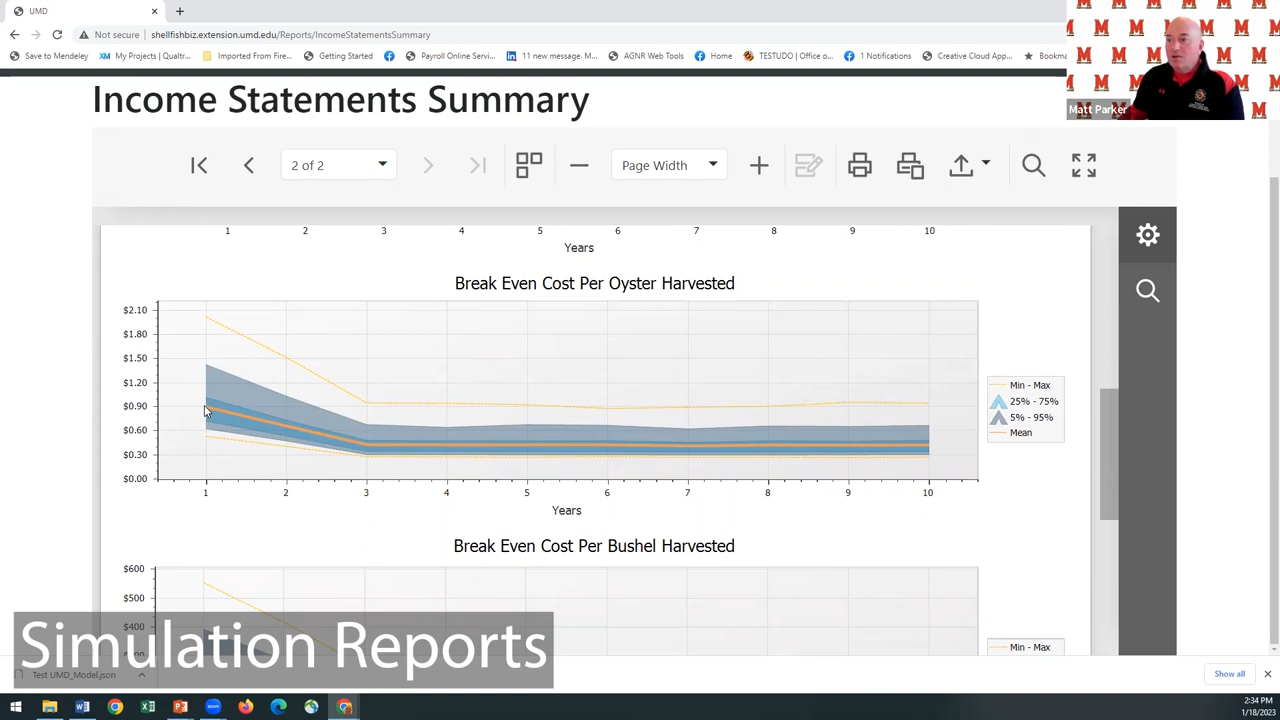 UMD
Not secure
shellfishbiz.extension.umd.edu/Reports/IncomeStatementsSummary
Save to Mendeley
My Projects (Qualtr...
Imported From Fire...
Getting Started
Payroll Online Servi...
11 new message. M...
AGNR Web Tools
Home
TESTUDO | Office o...
1 Notifications
Creative Cloud App...
Bookma
Matt Parker
Income Statements Summary
2 of 2
Page Width
1 2 3 4 5 6 7 8 9 10
Years
Break Even Cost Per Oyster Harvested
$2.10
$1.80
$1.50
$1.20
$0.90
$0.60
$0.30
$0.00
1 2 3 4 5 6 7 8 9 10
Years
Min - Max
25% - 75%
5% - 95%
Mean
Break Even Cost Per Bushel Harvested
$600
$500
$400
Min - Max
Simulation Reports
Test UMD_Model.json
Show all
2:34 PM
1/18/2023